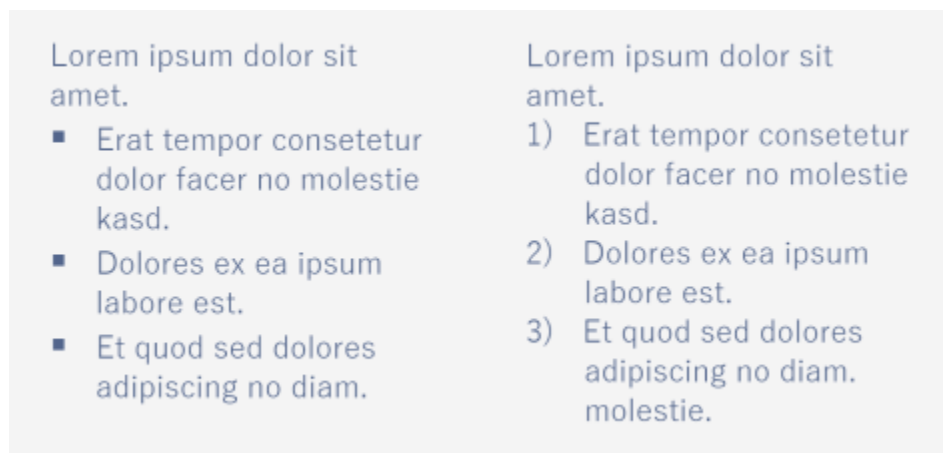 Lorem ipsum dolor sit
amet.
▪ Erat tempor consetetur
dolor facer no molestie
kasd.
▪ Dolores ex ea ipsum
labore est.
▪ Et quod sed dolores
adipiscing no diam.
Lorem ipsum dolor sit
amet.
1) Erat tempor consetetur
dolor facer no molestie
kasd.
2) Dolores ex ea ipsum
labore est.
3) Et quod sed dolores
adipiscing no diam.
molestie.